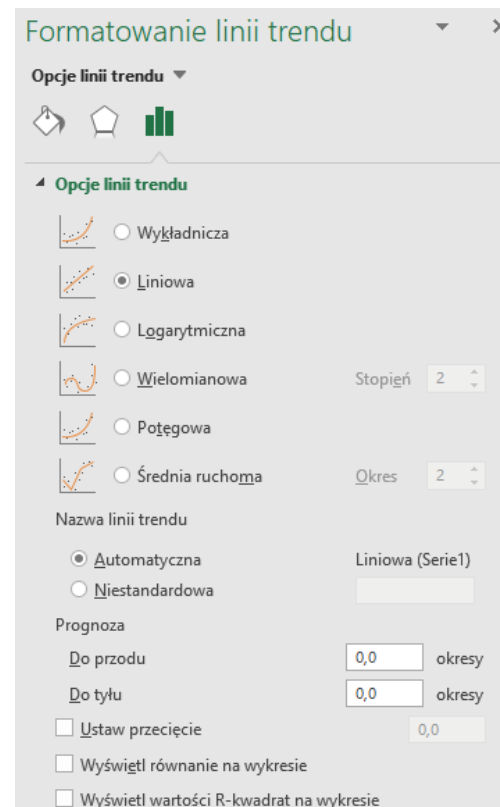 Formatowanie linii trendu
Opcje linii trendu
Opcje linii trendu
Wykładnicza
Liniowa
Logarytmiczna
Wielomianowa Stopień 2
Potęgowa
Średnia ruchoma Okres 2
Nazwa linii trendu
Automatyczna Liniowa (Serie1)
Niestandardowa
Prognoza
Do przodu 0,0 okresy
Do tyłu 0,0 okresy
Ustaw przecięcie 0,0
Wyświetl równanie na wykresie
Wyświetl wartości R-kwadrat na wykresie